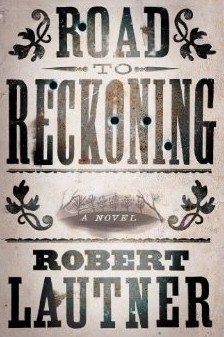 ROAD
TO
RECKONING
A NOVEL
ROBERT
LAUTNER